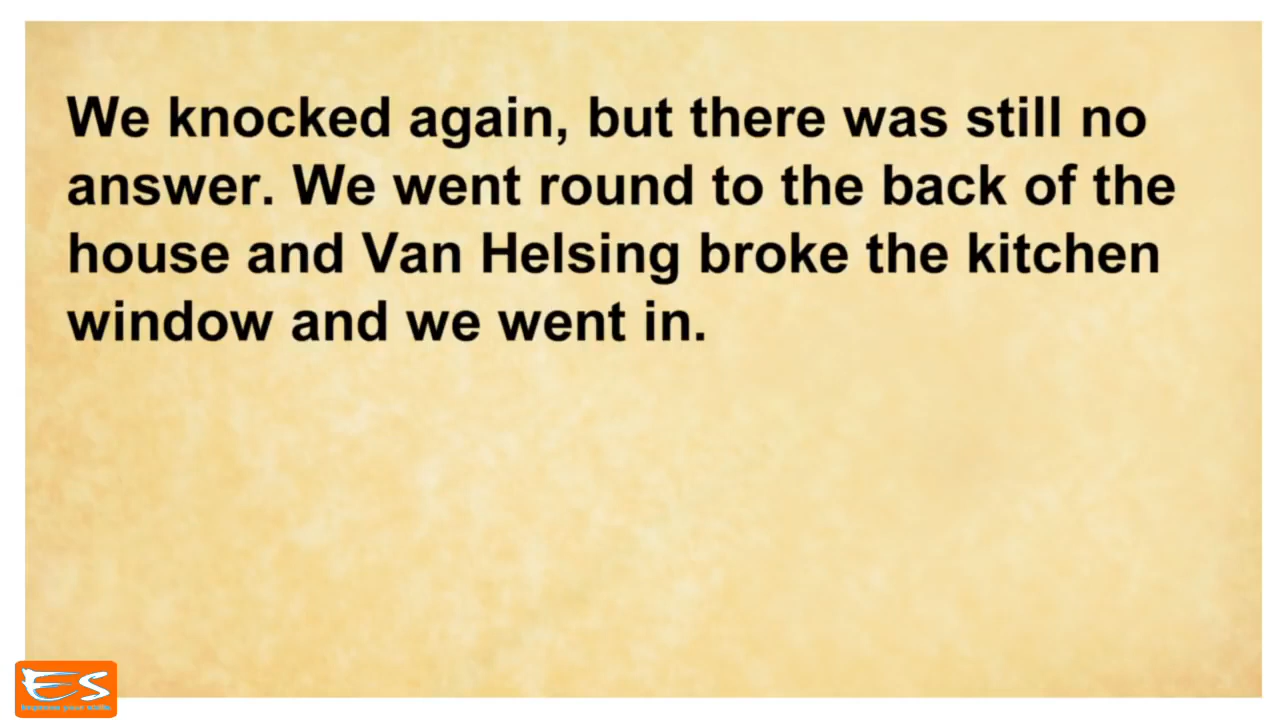 We knocked again, but there was still no
answer. We went round to the back of the
house and Van Helsing broke the kitchen
window and we went in.
ES